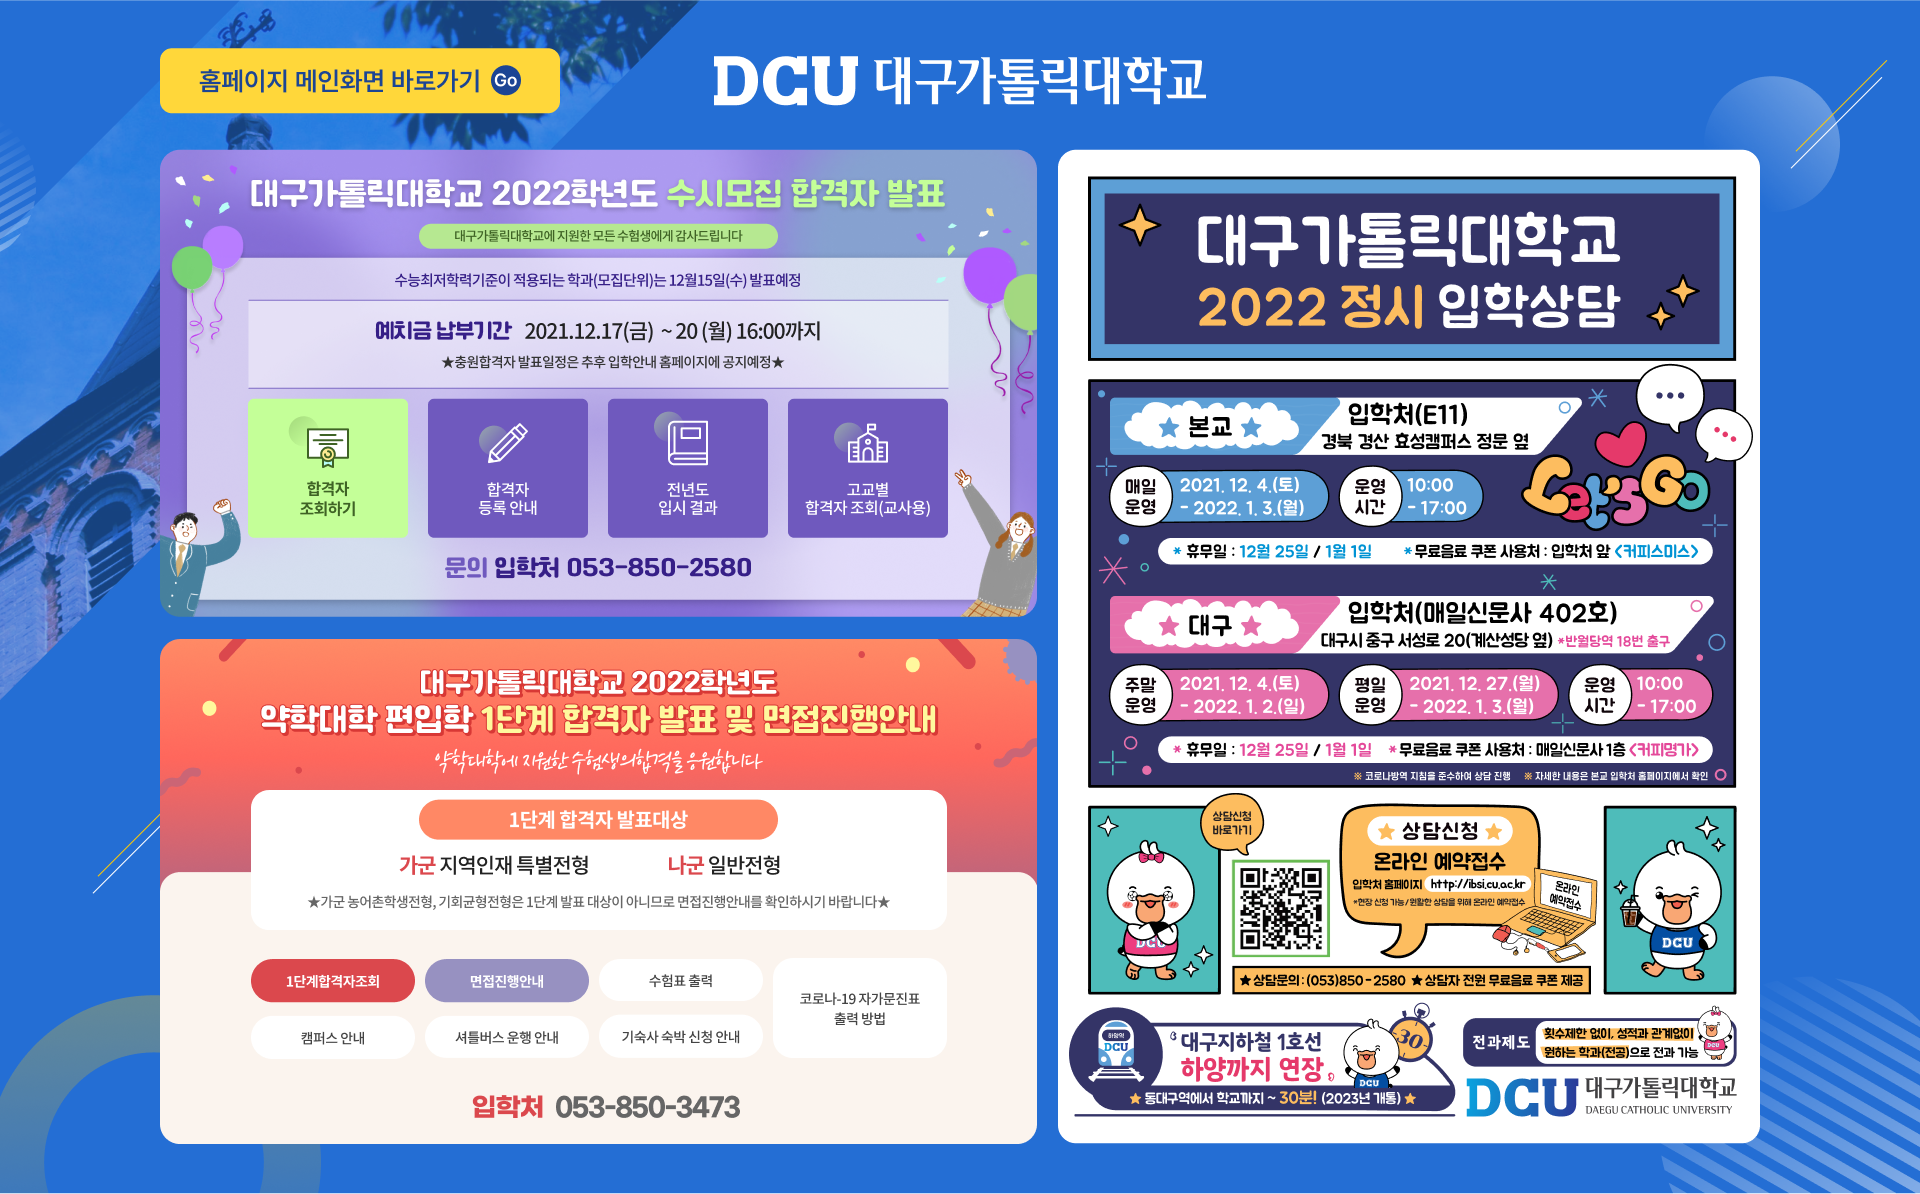 홈페이지 메인화면 바로가기 Go
DCU 대구가톨릭대학교
대구가톨릭대학교 2022학년도 수시모집 합격자 발표
대구가톨릭대학교에 지원한 모든 수험생에게 감사드립니다
수능최저학력기준이 적용되는 학과(모집단위)는 12월15일(수) 발표예정
예치금 납부기간 2021.12.17(금) ~ 20 (월) 16:00까지
★충원합격자 발표일정은 추후 입학안내 홈페이지에 공지예정★
합격자
조회하기
합격자
등록 안내
전년도
입시 결과
고교별
합격자 조회(교사용)
문의 입학처 053-850-2580
대구가톨릭대학교 2022학년도
약학대학 편입학 1단계 합격자 발표 및 면접진행안내
약학대학에 지원한 수험생의합격을 응원합니다
1단계 합격자 발표대상
가군 지역인재 특별전형
나군 일반전형
★가군 농어촌학생전형, 기회균형전형은 1단계 발표 대상이 아니므로 면접진행안내를 확인하시기 바랍니다★
1단계합격자조회
면접진행안내
수험표 출력
코로나-19 자가문진표
출력 방법
캠퍼스 안내
셔틀버스 운행 안내
기숙사 숙박 신청 안내
입학처 053-850-3473
대구가톨릭대학교
2022 정시 입학상담
★ 본교 ★
입학처(E11)
경북 경산 효성캠퍼스 정문 옆
Let's Go
매일
운영
2021. 12. 4.(토)
- 2022. 1. 3.(월)
운영
시간
10:00
- 17:00
* 휴무일 : 12월 25일 / 1월 1일 *무료음료 쿠폰 사용처 : 입학처 앞 <커피스미스>
★ 대구 ★
입학처(매일신문사 402호)
대구시 중구 서성로 20(계산성당 옆) *반월당역 18번 출구
주말
운영
2021. 12. 4.(토)
- 2022. 1. 2.(일)
평일
운영
2021. 12. 27.(월)
- 2022. 1. 3.(월)
운영
시간
10:00
- 17:00
* 휴무일 : 12월 25일 / 1월 1일 *무료음료 쿠폰 사용처 : 매일신문사 1층 <커피명가>
※ 코로나방역 지침을 준수하여 상담 진행 ※ 자세한 내용은 본교 입학처 홈페이지에서 확인
상담신청
바로가기
★ 상담신청 ★
온라인 예약접수
입학처 홈페이지 http://ibsi.cu.ac.kr
*현장 신청 가능/원활한 상담을 위해 온라인 예약접수
온라인
예약접수
DCU
DCU
★상담문의 : (053)850-2580 ★상담자 전원 무료음료 쿠폰 제공
하양역
DCU
대구지하철 1호선
하양까지 연장
30
DCU
★ 동대구역에서 학교까지 ~ 30분! (2023년 개통) ★
전과제도
횟수제한 없이, 성적과 관계없이
원하는 학과(전공)으로 전과 가능
DCU
DCU 대구가톨릭대학교
DAEGU CATHOLIC UNIVERSITY